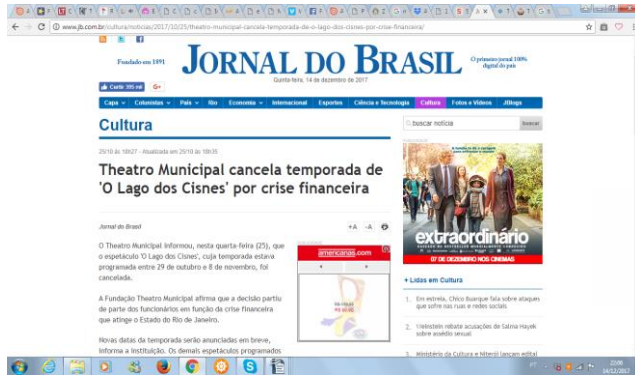 www.jb.com.br/cultura/noticias/2017/10/25/theatro-municipal-cancela-temporada-de-o-lago-dos-cisnes-por-crise-financeira/
Fundado em 1891
JORNAL DO BRASIL
O primeiro jornal 100% digital do país
Quinta-feira, 14 de dezembro de 2017
Curtir 395 mil G+
Capa Colunistas País Rio Economia Internacional Esportes Ciência e Tecnologia Cultura Fotos e Vídeos JBlogs
Cultura
buscar notícia
buscar
25/10 às 18h27 - Atualizada em 25/10 às 18h35
Theatro Municipal cancela temporada de
'O Lago dos Cisnes' por crise financeira
Jornal do Brasil
+A -A
O Theatro Municipal informou, nesta quarta-feira (25), que
o espetáculo 'O Lago dos Cisnes', cuja temporada estava
programada entre 29 de outubro e 8 de novembro, foi
cancelada.
A Fundação Theatro Municipal afirma que a decisão partiu
de parte dos funcionários em função da crise financeira
que atinge o Estado do Rio de Janeiro.
Novas datas da temporada serão anunciadas em breve,
informa a instituição. Os demais espetáculos programados
americanas.com
extraordinário
07 DE DEZEMBRO NOS CINEMAS
+ Lidas em Cultura
1. Em estreia, Chico Buarque fala sobre ataques
que sofre nas ruas e redes sociais
2. Weinstein rebate acusações de Salma Hayek
sobre assédio sexual
3. Ministério da Cultura e Niterói lançam edital
PT
22:08
14/12/2017